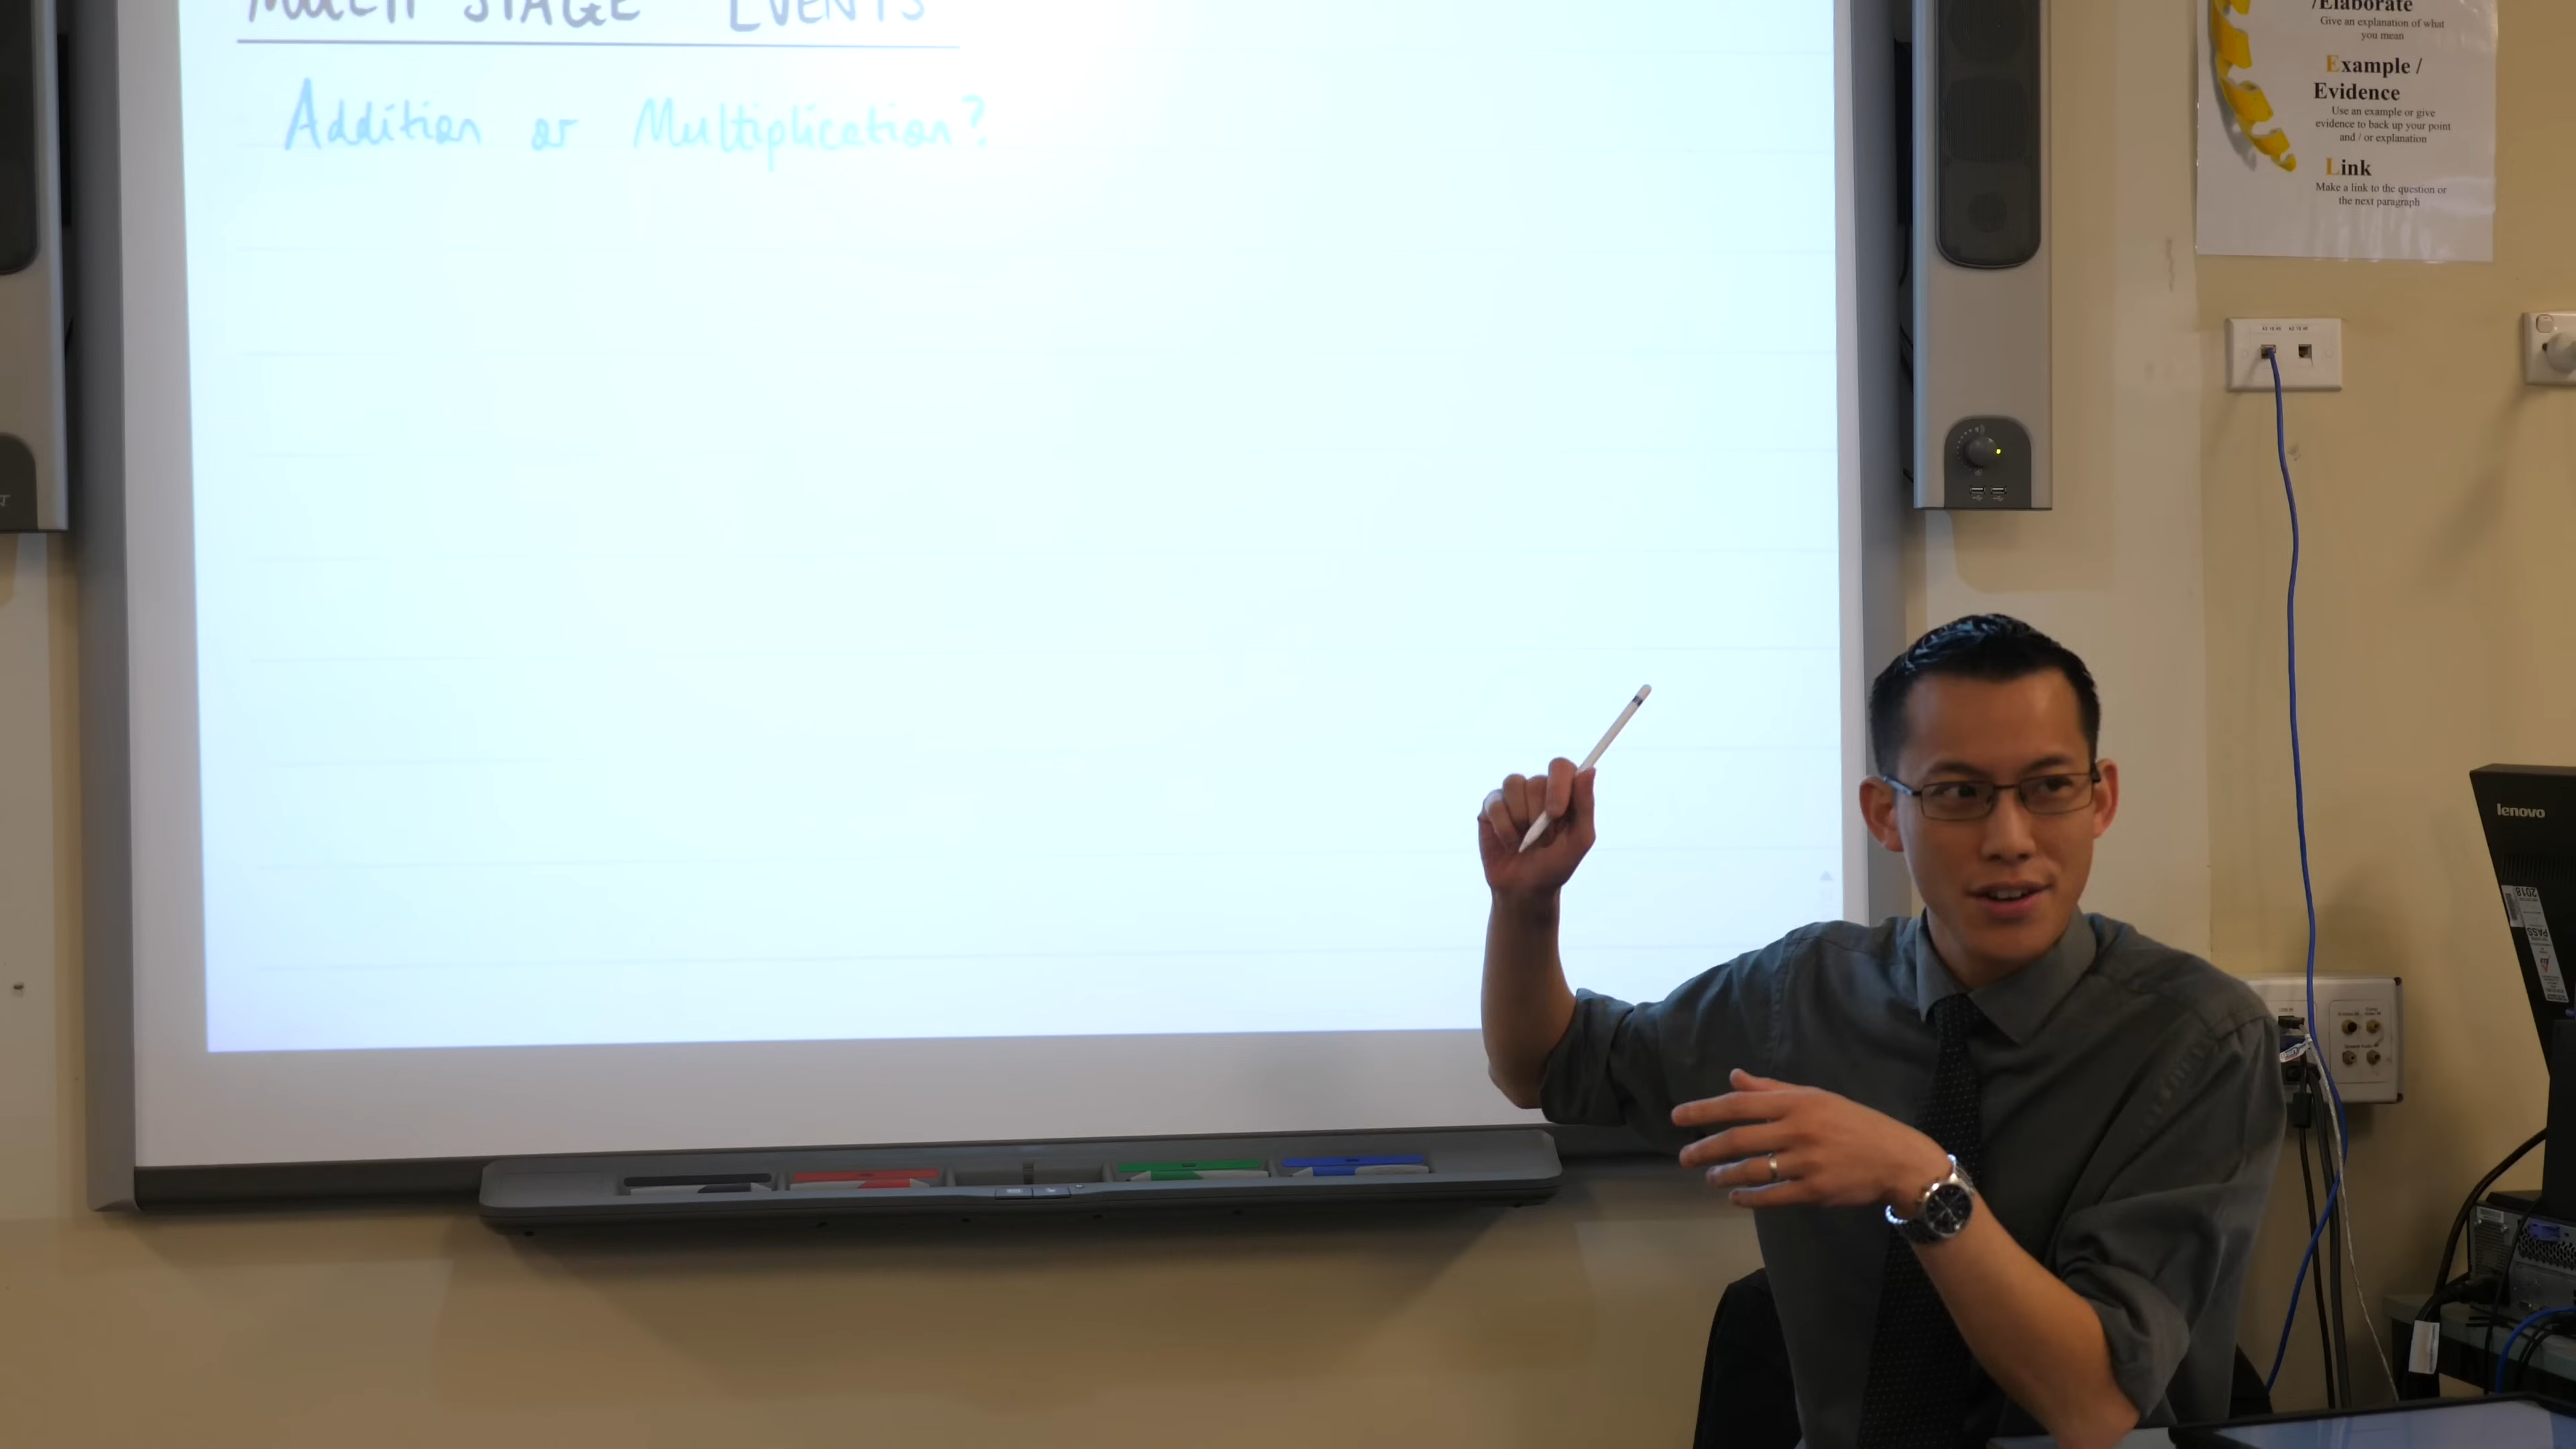 MULTI STAGE EVENTS
Addition or Multiplication?
/Elaborate
Give an explanation of what
you mean
Example /
Evidence
Use an example or give
evidence to back up your point
and / or explanation
Link
Make a link to the question or
the next paragraph
lenovo
2018
PASS